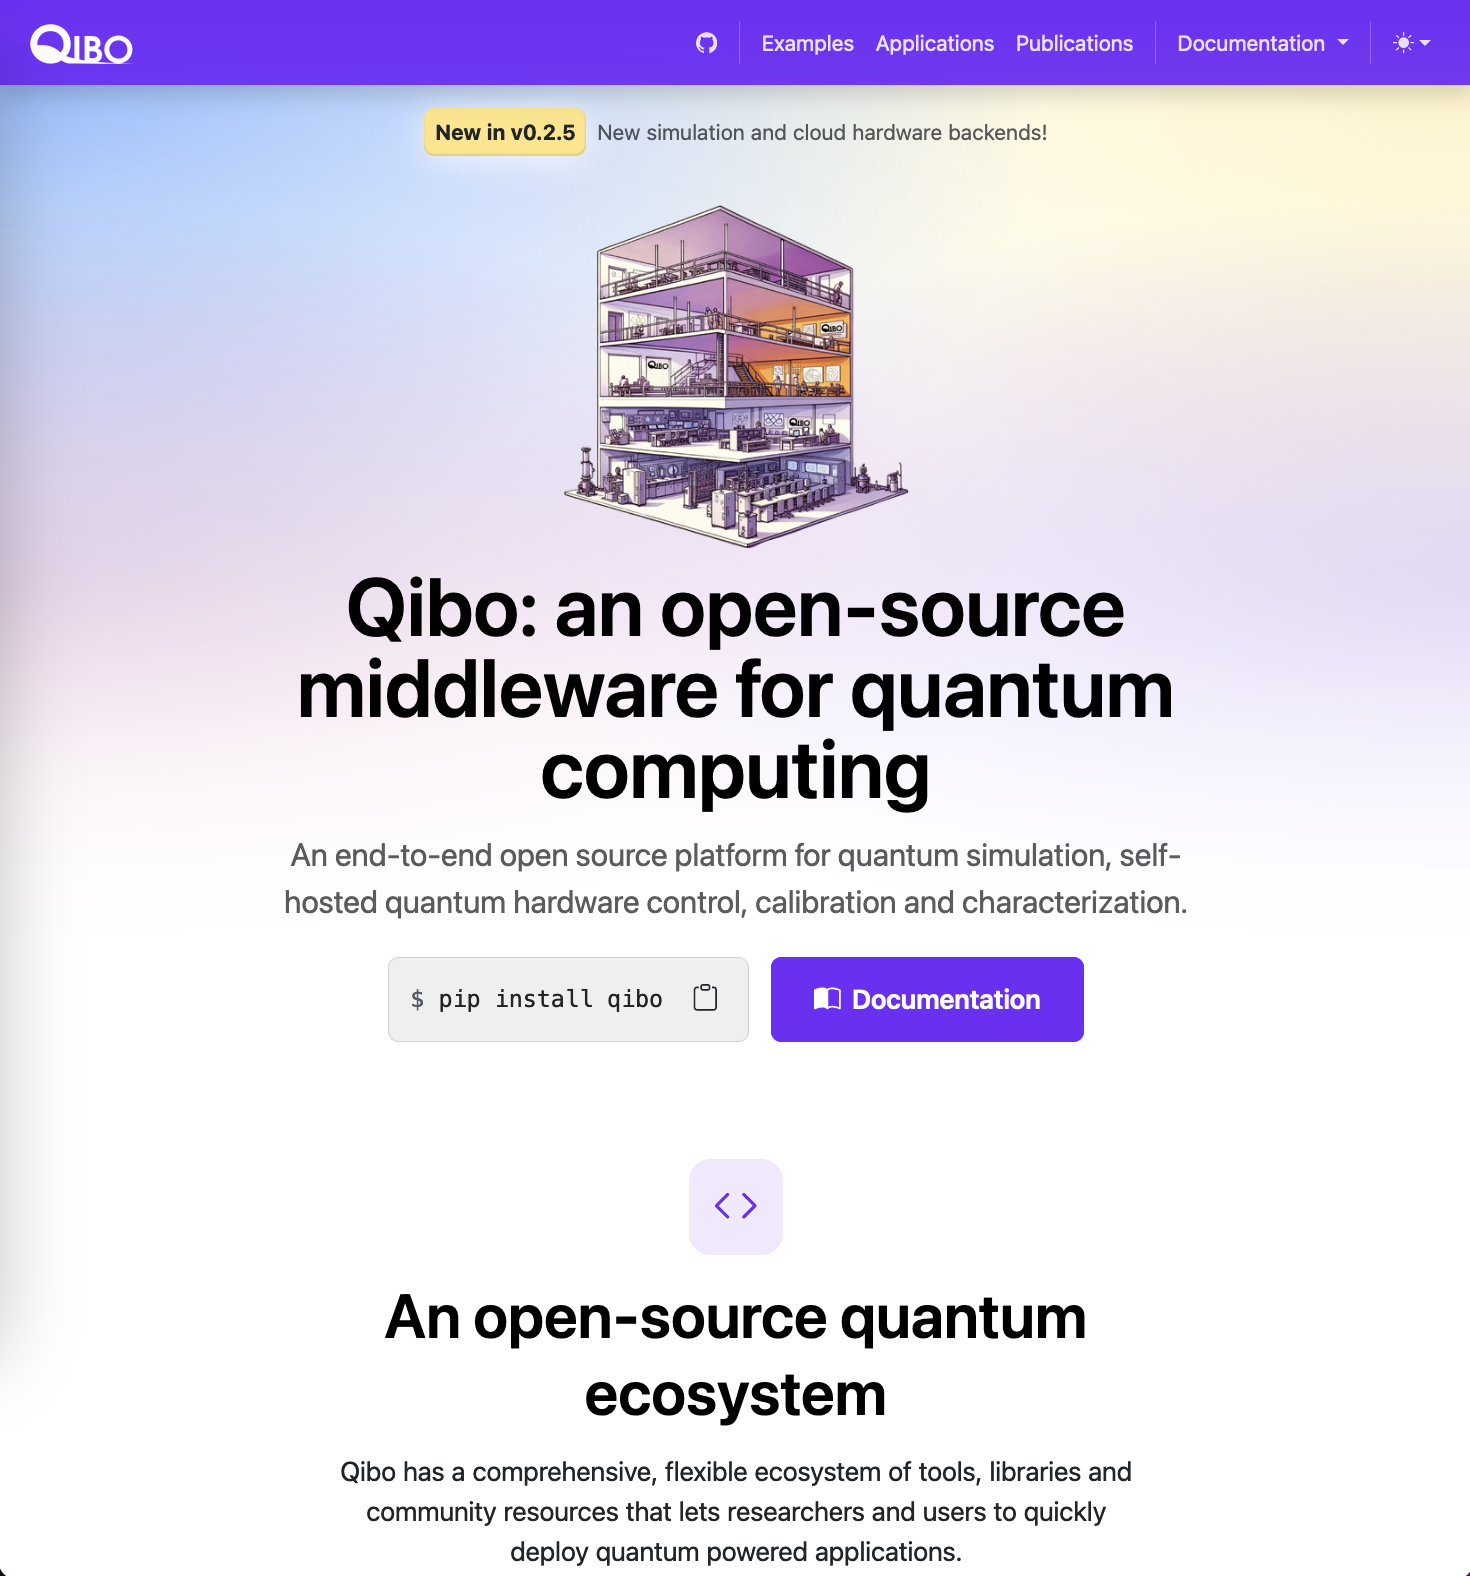 QIBO
Examples Applications Publications Documentation
New in v0.2.5 New simulation and cloud hardware backends!
QIBO
QIBO
QIBO
Qibo: an open-source
middleware for quantum
computing
An end-to-end open source platform for quantum simulation, self-
hosted quantum hardware control, calibration and characterization.
$ pip install qibo
Documentation
An open-source quantum
ecosystem
Qibo has a comprehensive, flexible ecosystem of tools, libraries and
community resources that lets researchers and users to quickly
deploy quantum powered applications.